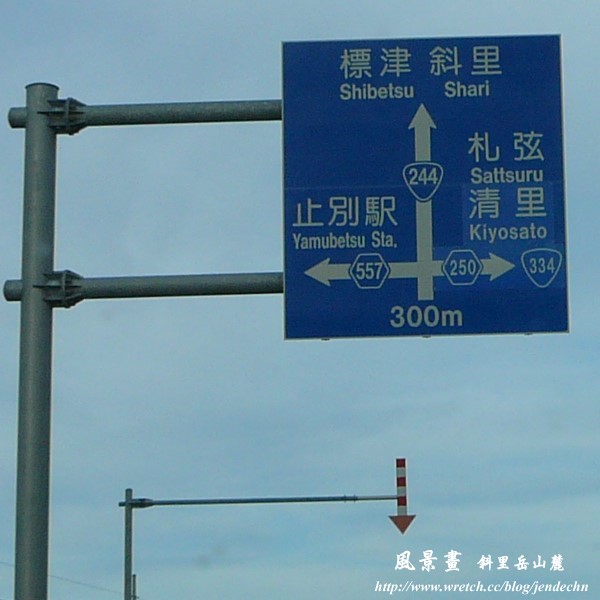 標津 斜里
Shibetsu Shari
札弦
Sattsuru
244
止別駅
Yamubetsu Sta.
清里
Kiyosato
557
250
334
300m
風景畫 斜里岳山麓
http://www.wretch.cc/blog/jendechn